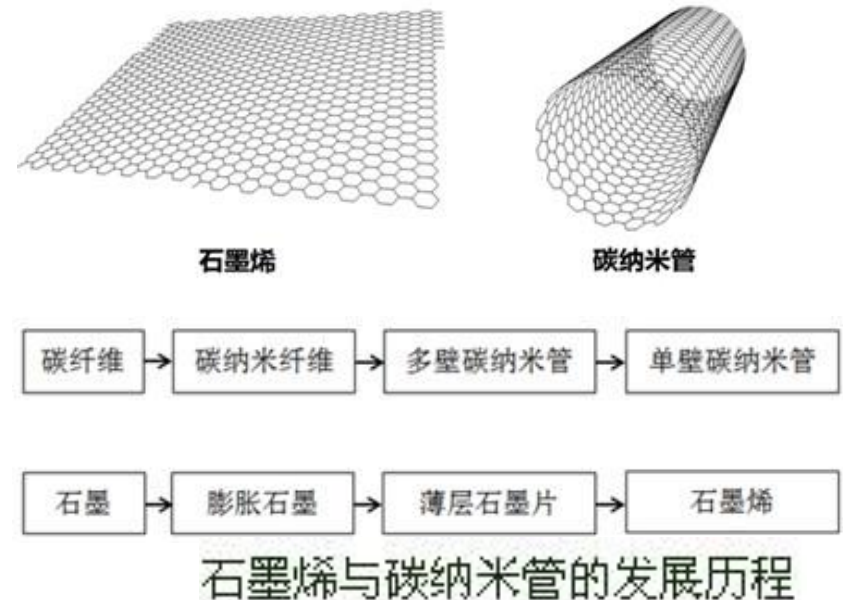 石墨烯 碳纳米管
碳纤维 碳纳米纤维 多壁碳纳米管 单壁碳纳米管
石墨 膨胀石墨 薄层石墨片 石墨烯
石墨烯与碳纳米管的发展历程